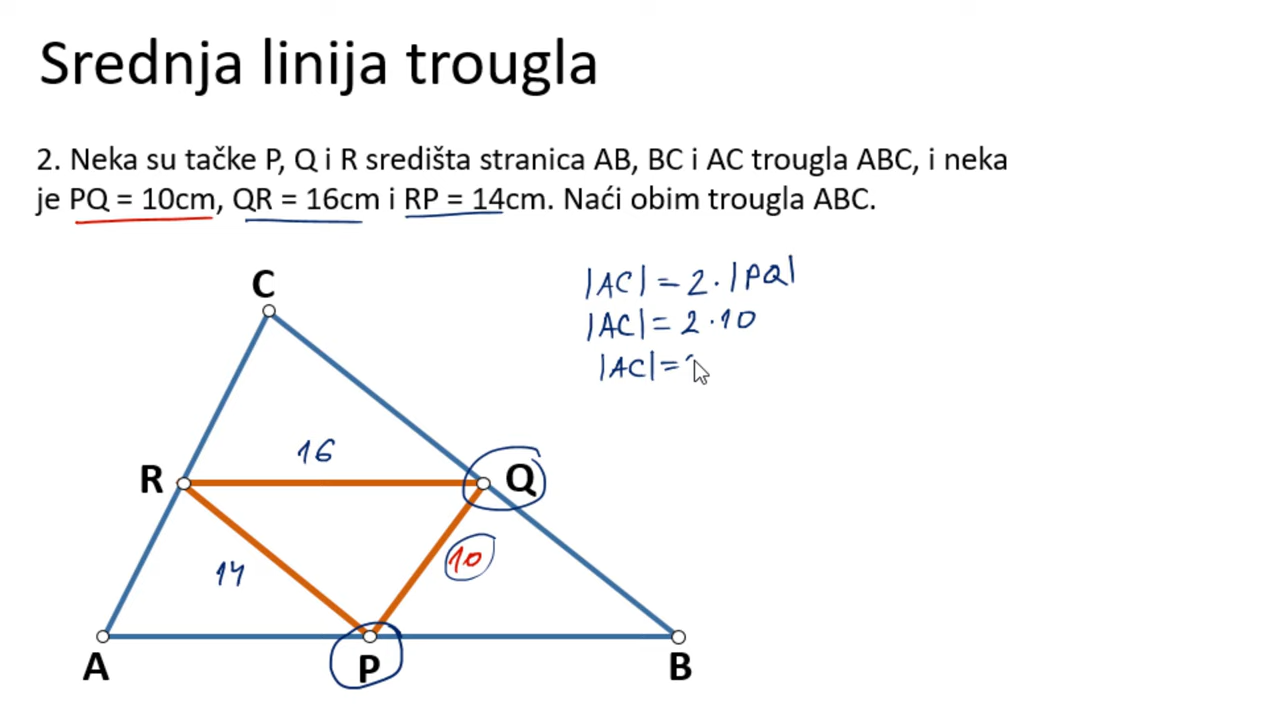 Srednja linija trougla
2. Neka su tačke P, Q i R središta stranica AB, BC i AC trougla ABC, i neka
je PQ = 10cm, QR = 16cm i RP = 14cm. Naći obim trougla ABC.
|AC| = 2 · |PQ|
|AC| = 2 · 10
|AC| =
C
16
R
Q
10
14
A
P
B